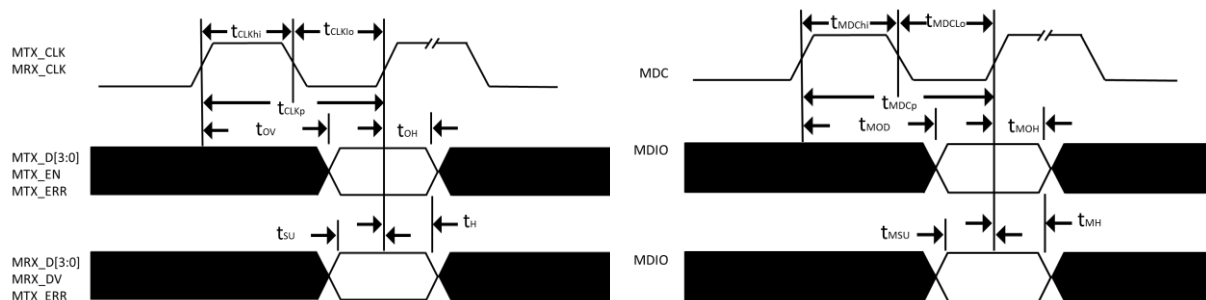 tCLKhi
tCLKlo
MTX_CLK
MRX_CLK
tCLKp
tOV
tOH
MTX_D[3:0]
MTX_EN
MTX_ERR
tSU
tH
MRX_D[3:0]
MRX_DV
MTX_ERR
tMDChi
tMDCLo
MDC
tMDCp
tMOD
tMOH
MDIO
tMSU
tMH
MDIO